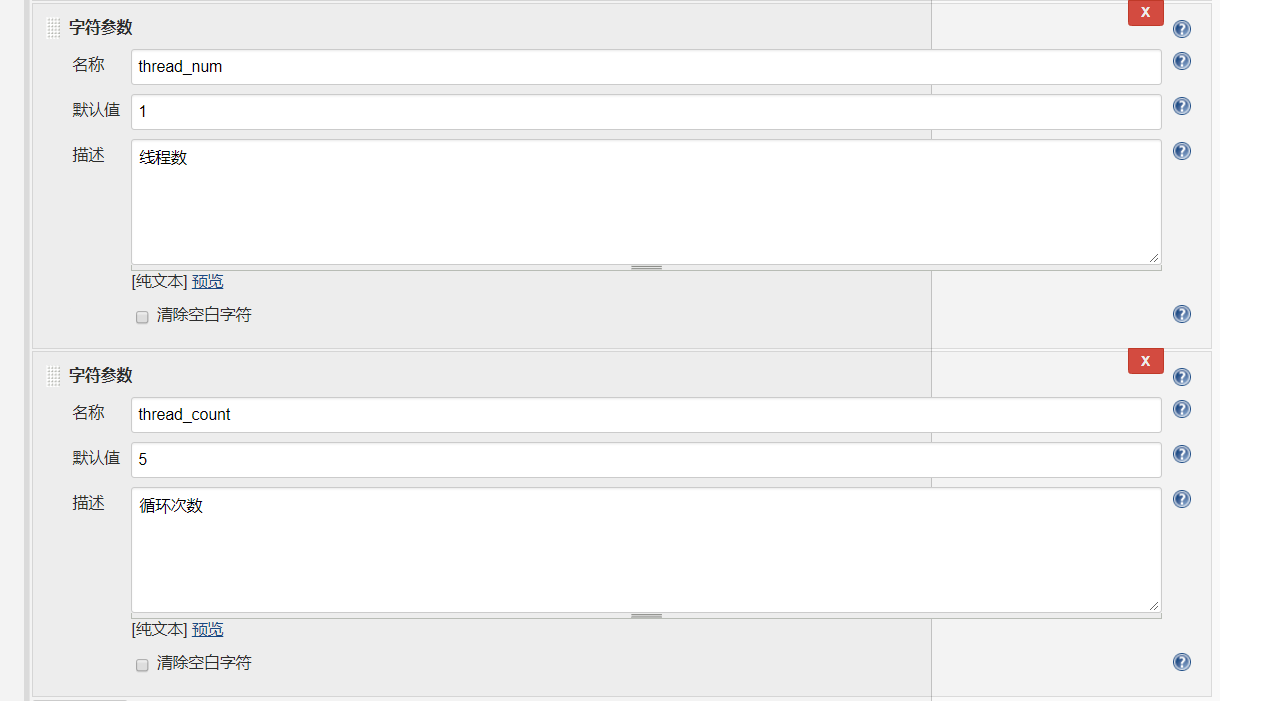 字符参数
X
名称 thread_num
默认值 1
描述 线程数
[纯文本] 预览
清除空白字符
字符参数
X
名称 thread_count
默认值 5
描述 循环次数
[纯文本] 预览
清除空白字符